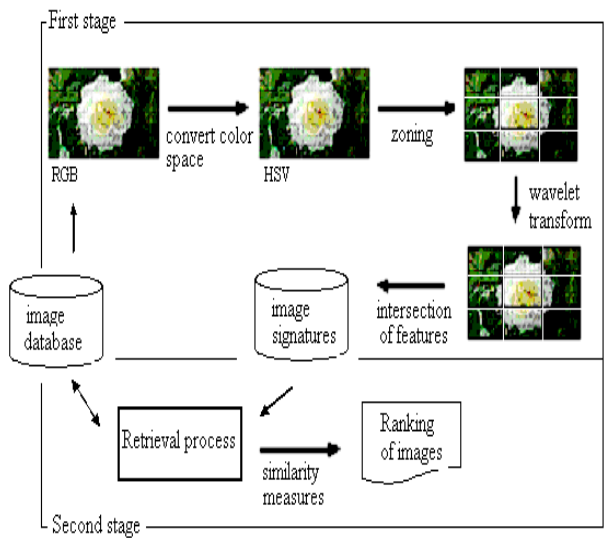 First stage
RGB
convert color
space
HSV
zoning
wavelet
transform
image
database
image
signatures
intersection
of features
Retrieval process
similarity
measures
Ranking
of images
Second stage